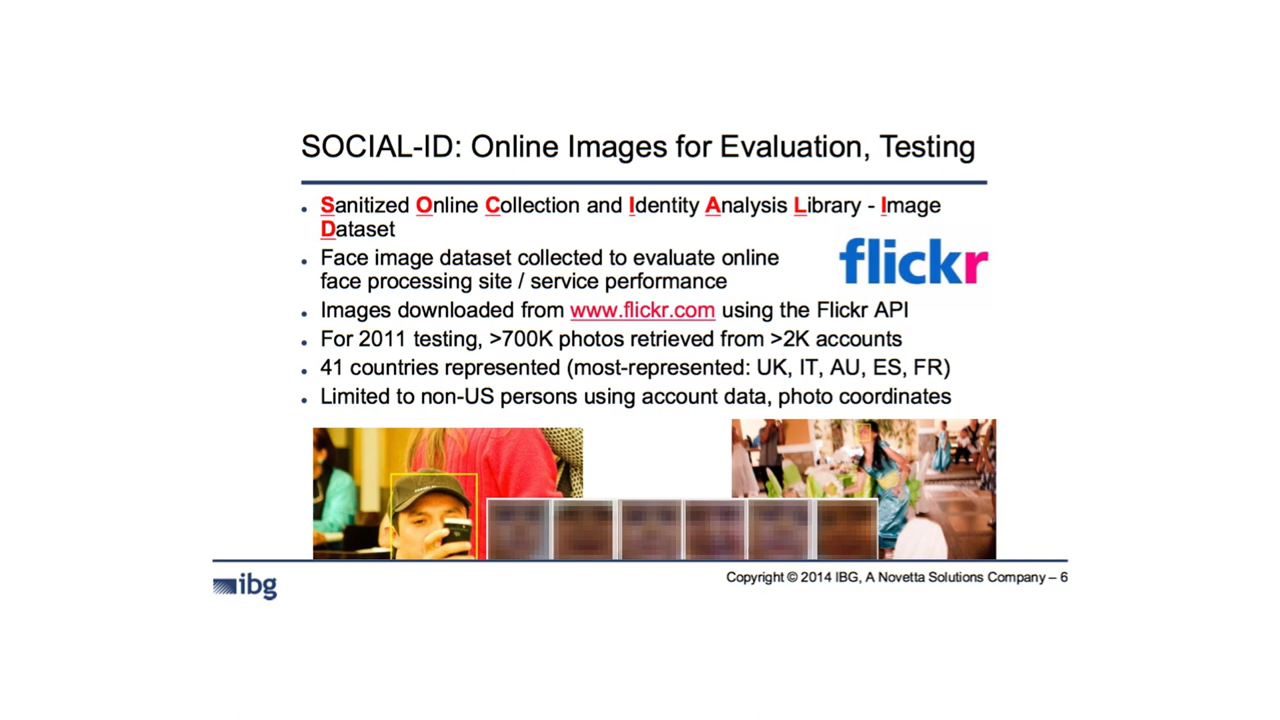 SOCIAL-ID: Online Images for Evaluation, Testing
• Sanitized Online Collection and Identity Analysis Library - Image
Dataset
flickr
• Face image dataset collected to evaluate online
face processing site / service performance
• Images downloaded from www.flickr.com using the Flickr API
• For 2011 testing, >700K photos retrieved from >2K accounts
• 41 countries represented (most-represented: UK, IT, AU, ES, FR)
• Limited to non-US persons using account data, photo coordinates
ibg
Copyright © 2014 IBG, A Novetta Solutions Company – 6